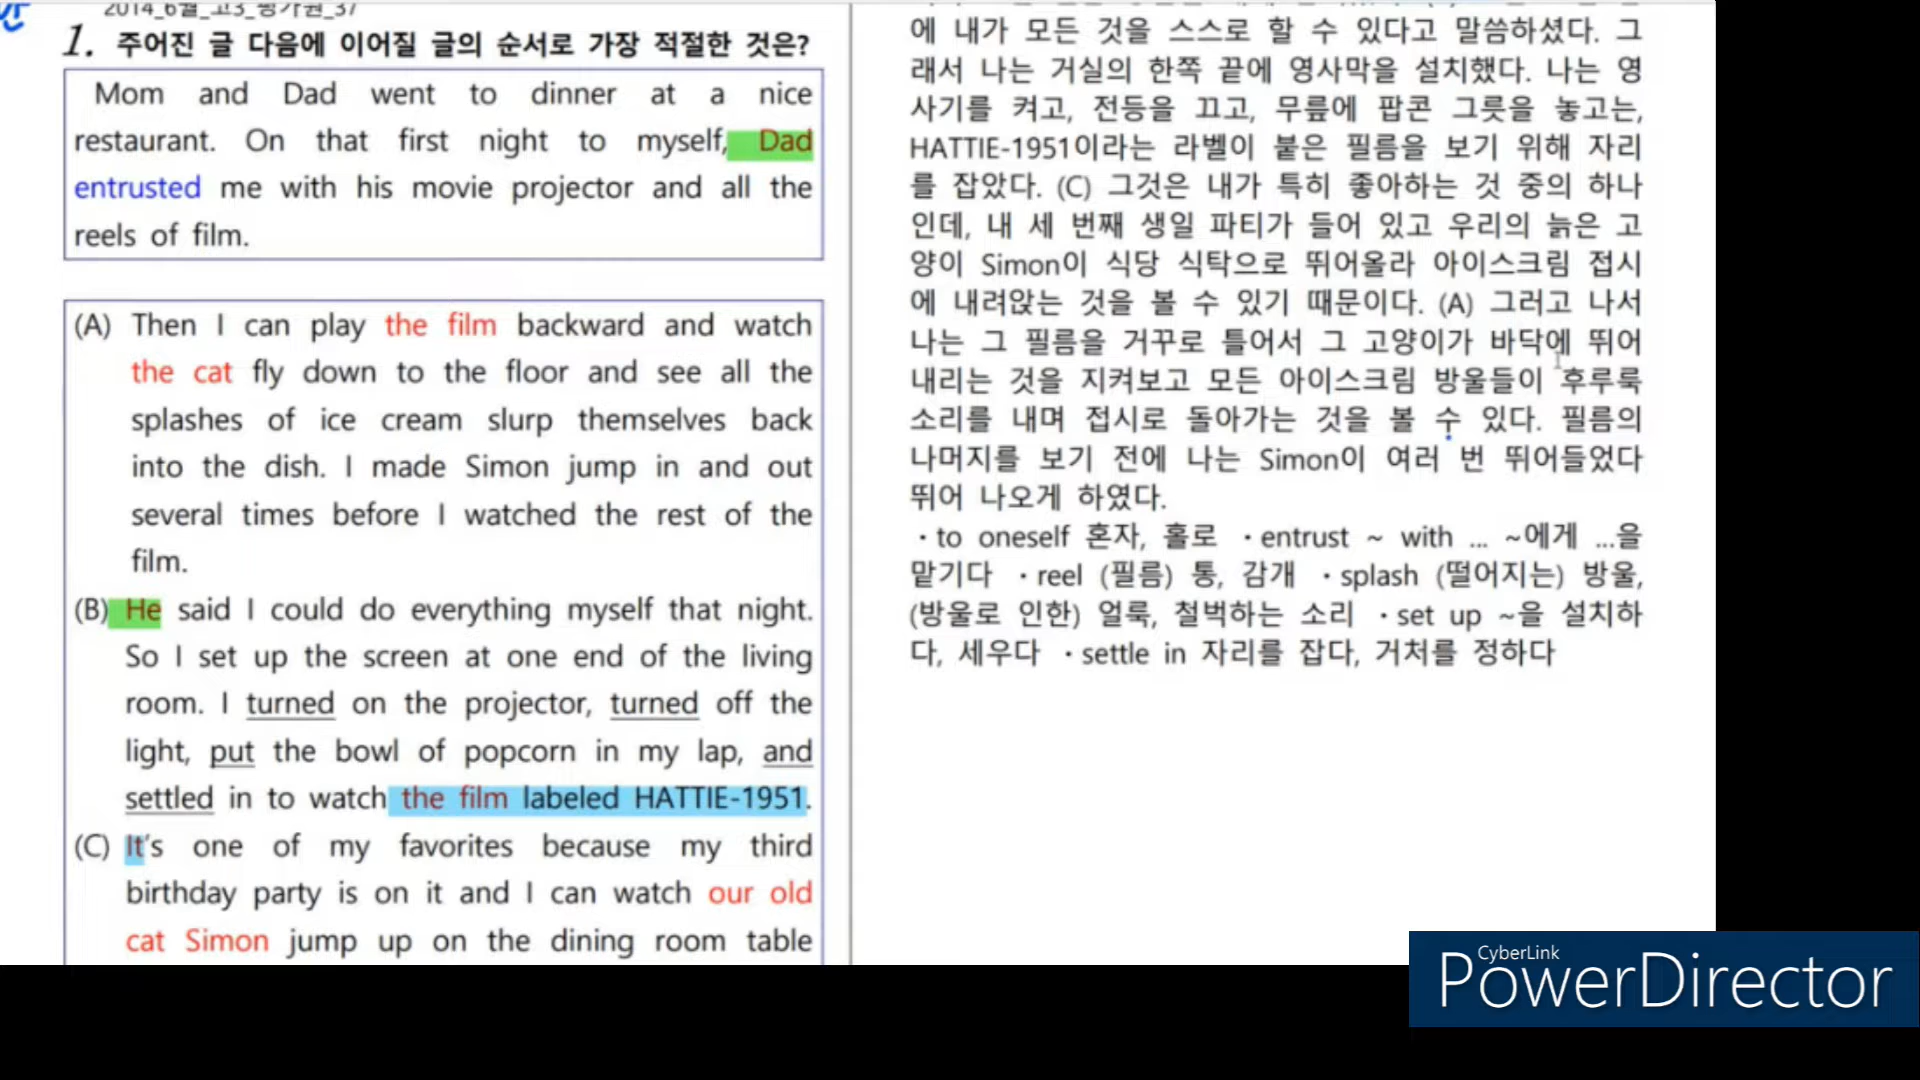 2014_6월_고3_평가원_37
1. 주어진 글 다음에 이어질 글의 순서로 가장 적절한 것은?
Mom and Dad went to dinner at a nice
restaurant. On that first night to myself, Dad
entrusted me with his movie projector and all the
reels of film.
(A) Then I can play the film backward and watch
the cat fly down to the floor and see all the
splashes of ice cream slurp themselves back
into the dish. I made Simon jump in and out
several times before I watched the rest of the
film.
(B) He said I could do everything myself that night.
So I set up the screen at one end of the living
room. I turned on the projector, turned off the
light, put the bowl of popcorn in my lap, and
settled in to watch the film labeled HATTIE-1951.
(C) It's one of my favorites because my third
birthday party is on it and I can watch our old
cat Simon jump up on the dining room table
에 내가 모든 것을 스스로 할 수 있다고 말씀하셨다. 그
래서 나는 거실의 한쪽 끝에 영사막을 설치했다. 나는 영
사기를 켜고, 전등을 끄고, 무릎에 팝콘 그릇을 놓고는,
HATTIE-1951이라는 라벨이 붙은 필름을 보기 위해 자리
를 잡았다. (C) 그것은 내가 특히 좋아하는 것 중의 하나
인데, 내 세 번째 생일 파티가 들어 있고 우리의 늙은 고
양이 Simon이 식당 식탁으로 뛰어올라 아이스크림 접시
에 내려앉는 것을 볼 수 있기 때문이다. (A) 그러고 나서
나는 그 필름을 거꾸로 틀어서 그 고양이가 바닥에 뛰어
내리는 것을 지켜보고 모든 아이스크림 방울들이 후루룩
소리를 내며 접시로 돌아가는 것을 볼 수 있다. 필름의
나머지를 보기 전에 나는 Simon이 여러 번 뛰어들었다
뛰어 나오게 하였다.
・to oneself 혼자, 홀로 ・entrust ~ with ... ~에게 ...을
맡기다 ・reel (필름) 통, 감개 ・splash (떨어지는) 방울,
(방울로 인한) 얼룩, 철벅하는 소리 ・set up ~을 설치하
다, 세우다 ・settle in 자리를 잡다, 거처를 정하다
CyberLink
PowerDirector